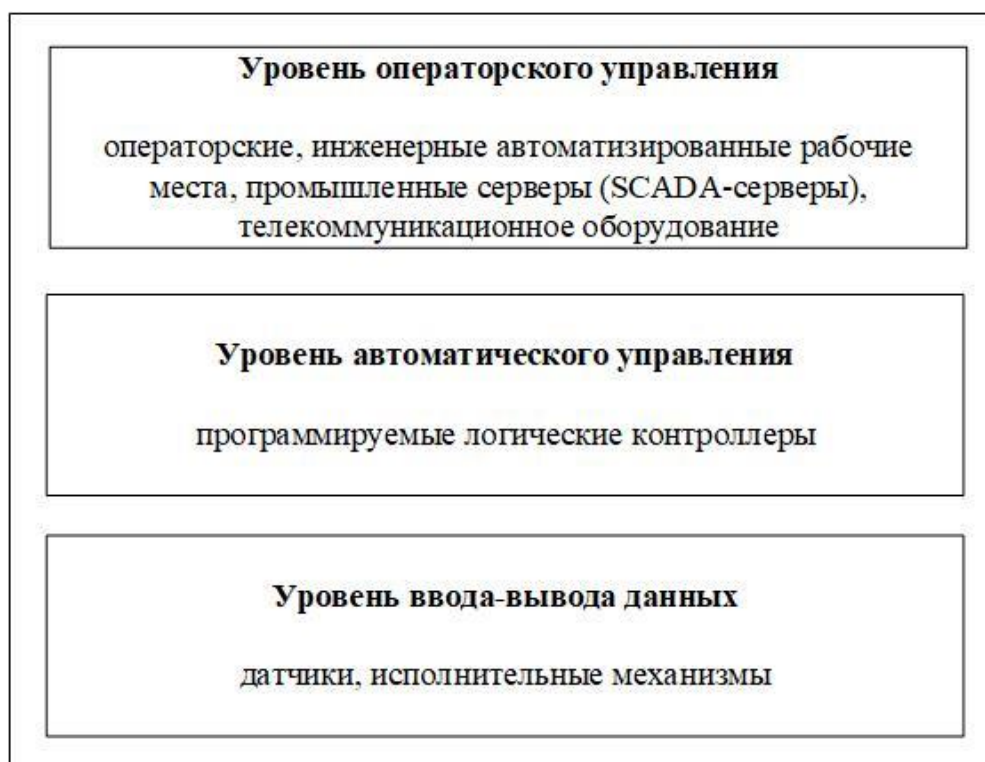 Уровень операторского управления
операторские, инженерные автоматизированные рабочие
места, промышленные серверы (SCADA-серверы),
телекоммуникационное оборудование
Уровень автоматического управления
программируемые логические контроллеры
Уровень ввода-вывода данных
датчики, исполнительные механизмы